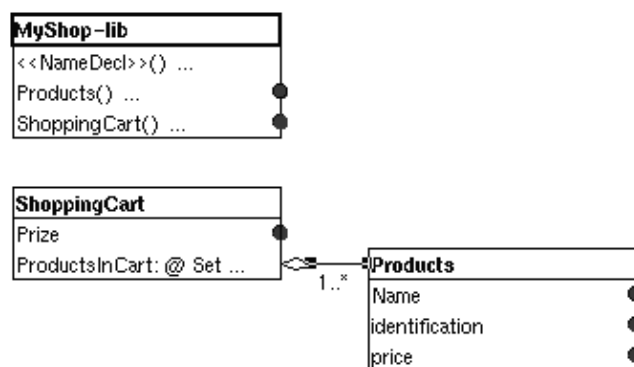 MyShop-lib
<<NameDecl>>() ...
Products() ...
ShoppingCart() ...
ShoppingCart
Prize
ProductsInCart: @ Set ...
1..*
Products
Name
identification
price